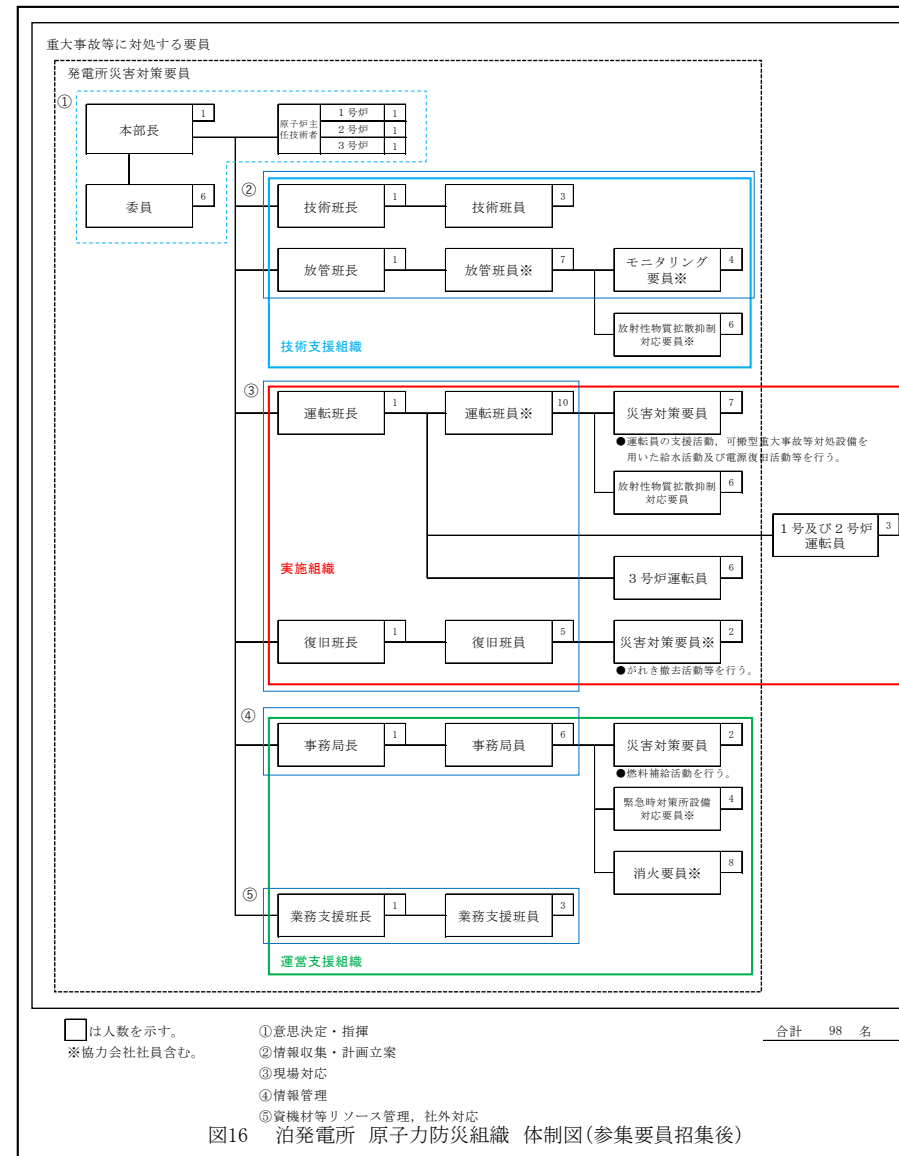 重大事故等に対処する要員
発電所災害対策要員
①
本部長 1
原子炉主任技術者
1号炉 1
2号炉 1
3号炉 1
委員 6
②
技術班長 1
技術班員 3
放管班長 1
放管班員※ 7
モニタリング
要員※ 4
放射性物質拡散抑制
対応要員※ 6
技術支援組織
③
運転班長 1
運転班員※ 10
災害対策要員 7
●運転員の支援活動，可搬型重大事故等対処設備を
用いた給水活動及び電源復旧活動等を行う。
放射性物質拡散抑制
対応要員 6
1号及び2号炉
運転員 3
実施組織
3号炉運転員 6
復旧班長 1
復旧班員 5
災害対策要員※ 2
●がれき撤去活動等を行う。
④
事務局長 1
事務局員 6
災害対策要員 2
●燃料補給活動を行う。
緊急時対策所設備
対応要員※ 4
消火要員※ 8
⑤
業務支援班長 1
業務支援班員 3
運営支援組織
は人数を示す。
※協力会社社員含む。
①意思決定・指揮
②情報収集・計画立案
③現場対応
④情報管理
⑤資機材等リソース管理，社外対応
合計 98 名
図16 泊発電所 原子力防災組織 体制図(参集要員招集後)